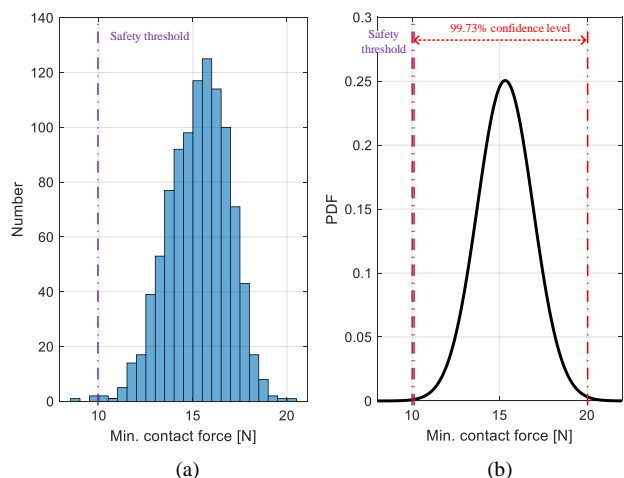 140
120
100
80
60
40
20
0
Number
Safety threshold
10
15
20
Min. contact force [N]
(a)
0.3
0.25
0.2
0.15
0.1
0.05
0
PDF
Safety
threshold
99.73% confidence level
10
15
20
Min. contact force [N]
(b)